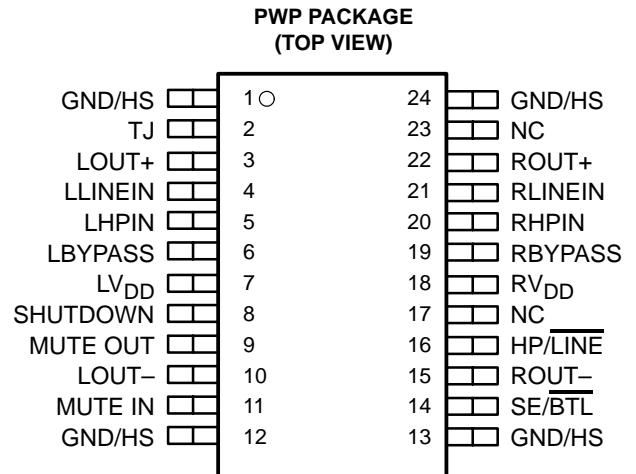 PWP PACKAGE
(TOP VIEW)
GND/HS 1 24 GND/HS
TJ 2 23 NC
LOUT+ 3 22 ROUT+
LLINEIN 4 21 RLINEIN
LHPIN 5 20 RHPIN
LBYPASS 6 19 RBYPASS
LVDD 7 18 RVDD
SHUTDOWN 8 17 NC
MUTE OUT 9 16 HP/L̅I̅N̅E̅
LOUT– 10 15 ROUT–
MUTE IN 11 14 SE/B̅T̅L̅
GND/HS 12 13 GND/HS